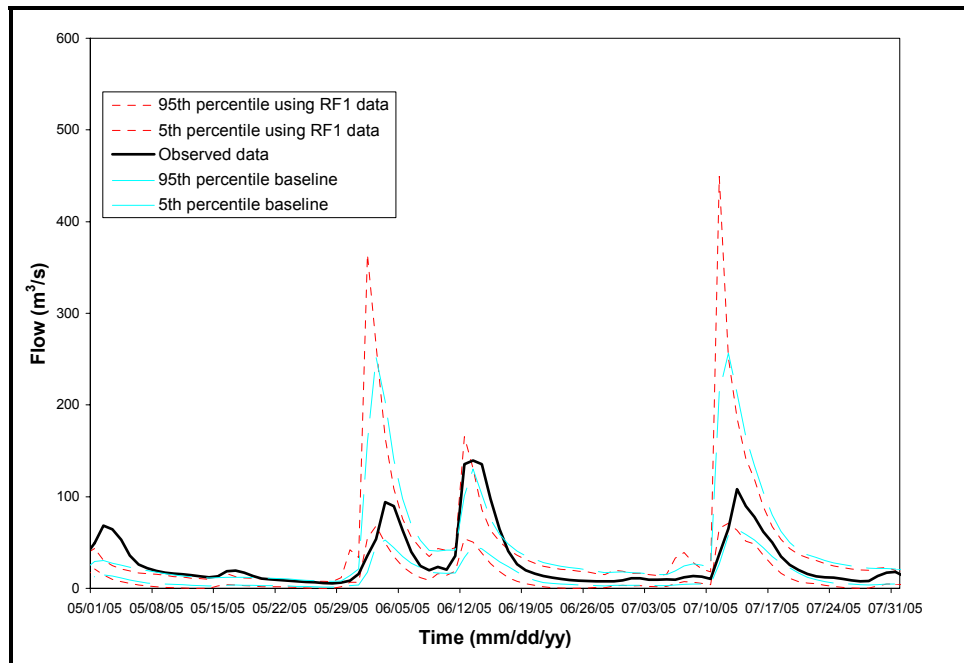 600
500
400
300
200
100
0
Flow (m³/s)
95th percentile using RF1 data
5th percentile using RF1 data
Observed data
95th percentile baseline
5th percentile baseline
05/01/05 05/08/05 05/15/05 05/22/05 05/29/05 06/05/05 06/12/05 06/19/05 06/26/05 07/03/05 07/10/05 07/17/05 07/24/05 07/31/05
Time (mm/dd/yy)